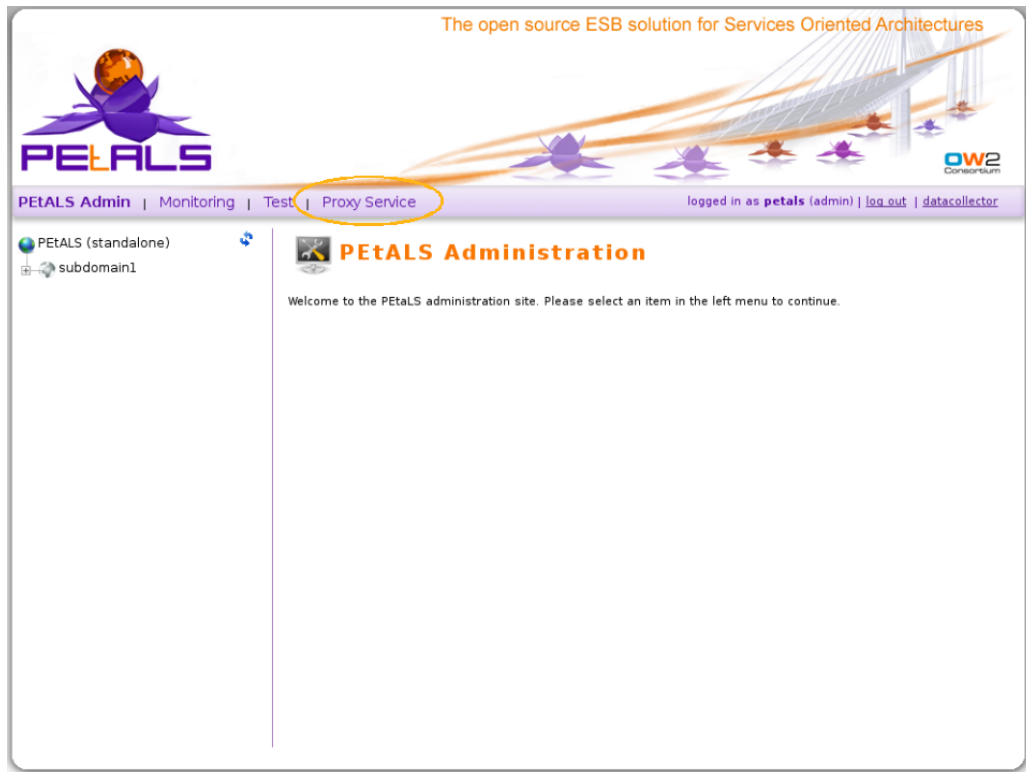 The open source ESB solution for Services Oriented Architectures
PEtALS
OW2
Consortium
PEtALS Admin | Monitoring | Test | Proxy Service
logged in as petals (admin) | log out | datacollector
PEtALS (standalone)
subdomain1
PEtALS Administration
Welcome to the PEtaLS administration site. Please select an item in the left menu to continue.